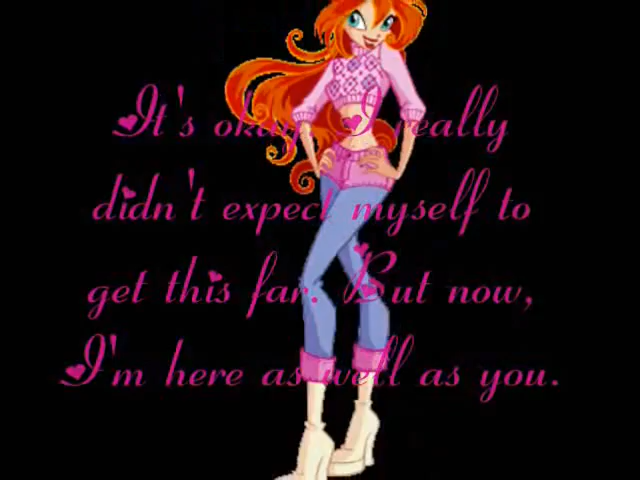 It's okay. I really
didn't expect myself to
get this far. But now,
I'm here as well as you.